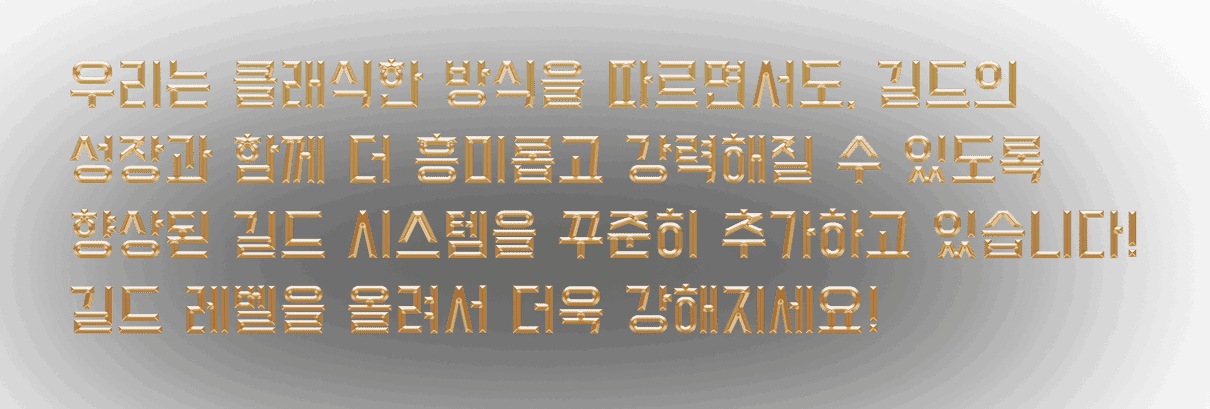 우리는 클래식한 방식을 따르면서도, 길드의
성장과 함께 더 흥미롭고 강력해질 수 있도록
향상된 길드 시스템을 꾸준히 추가하고 있습니다!
길드 레벨을 올려서 더욱 강해지세요!